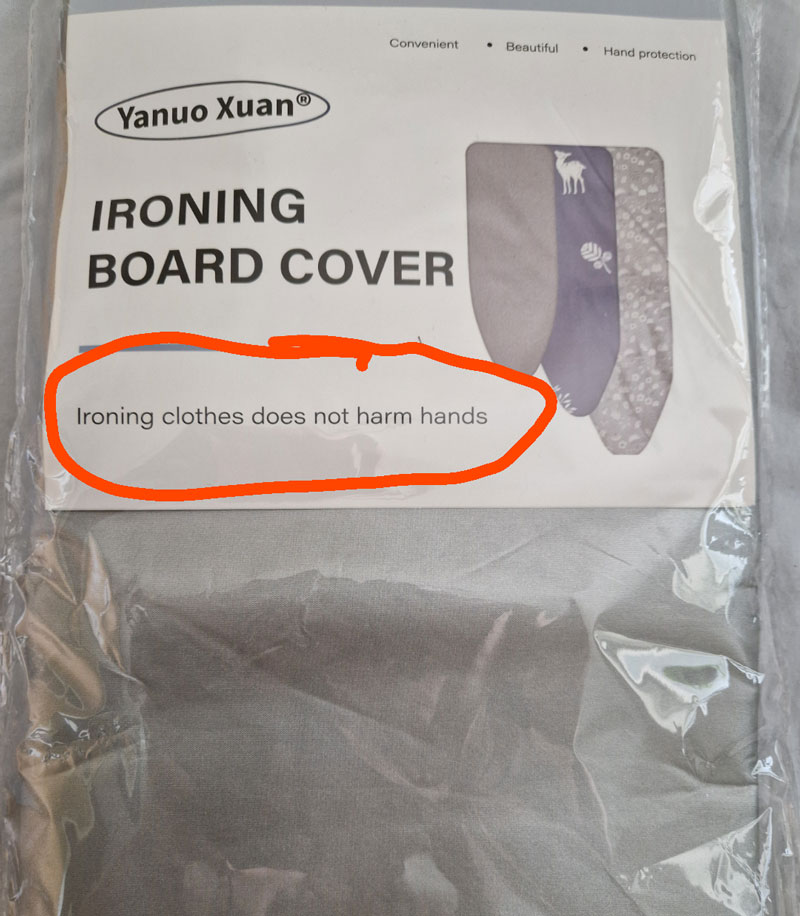 Convenient • Beautiful • Hand protection
Yanuo Xuan®
IRONING
BOARD COVER
Ironing clothes does not harm hands